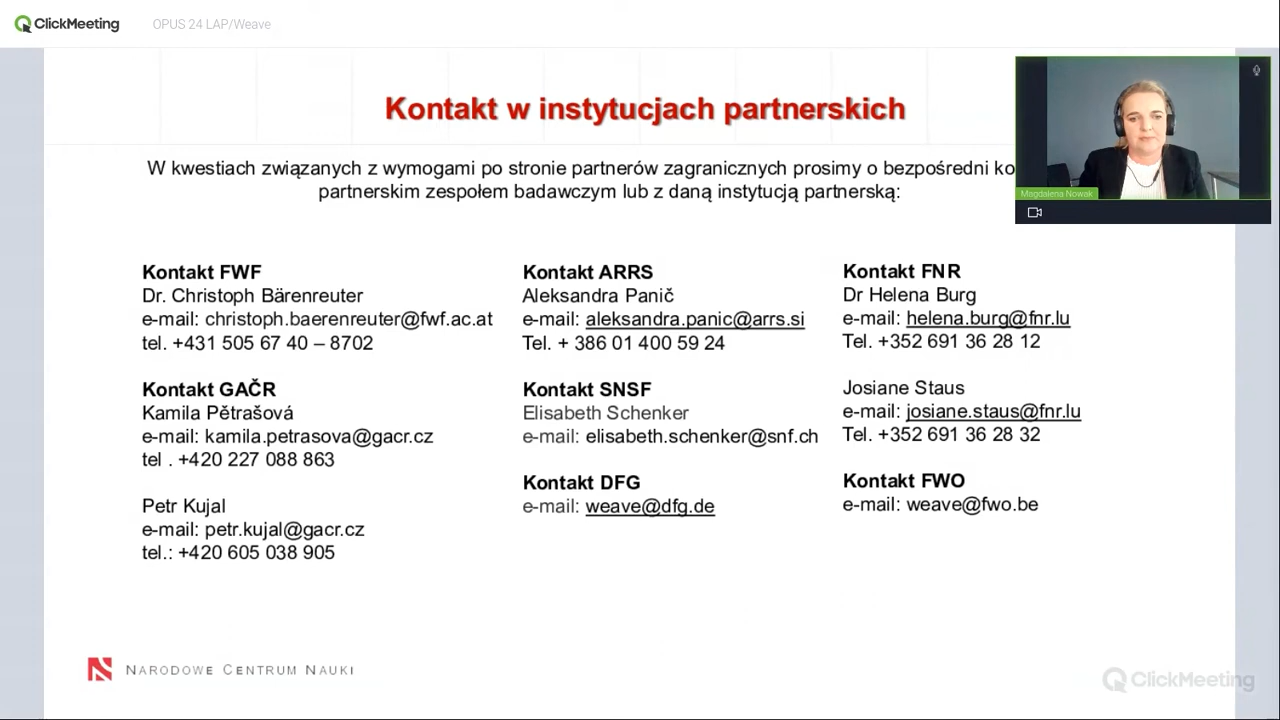 ClickMeeting
OPUS 24 LAP/Weave
Kontakt w instytucjach partnerskich
W kwestiach związanych z wymogami po stronie partnerów zagranicznych prosimy o bezpośredni
partnerskim zespołem badawczym lub z daną instytucją partnerską:
Magdalena Nowak
Kontakt FWF
Dr. Christoph Bärenreuter
e-mail: christoph.baerenreuter@fwf.ac.at
tel. +431 505 67 40 – 8702
Kontakt GAČR
Kamila Pětrašová
e-mail: kamila.petrasova@gacr.cz
tel . +420 227 088 863
Petr Kujal
e-mail: petr.kujal@gacr.cz
tel.: +420 605 038 905
Kontakt ARRS
Aleksandra Panič
e-mail: aleksandra.panic@arrs.si
Tel. + 386 01 400 59 24
Kontakt SNSF
Elisabeth Schenker
e-mail: elisabeth.schenker@snf.ch
Kontakt DFG
e-mail: weave@dfg.de
Kontakt FNR
Dr Helena Burg
e-mail: helena.burg@fnr.lu
Tel. +352 691 36 28 12
Josiane Staus
e-mail: josiane.staus@fnr.lu
Tel. +352 691 36 28 32
Kontakt FWO
e-mail: weave@fwo.be
NARODOWE CENTRUM NAUKI
ClickMeeting